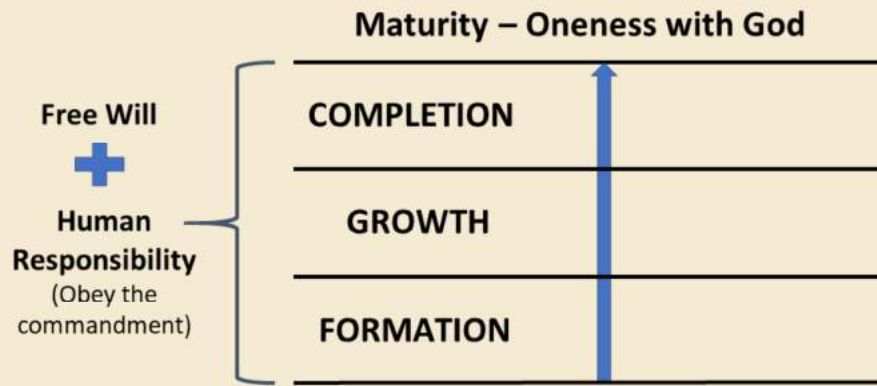 Maturity – Oneness with God
Free Will
Human
Responsibility
(Obey the
commandment)
COMPLETION
GROWTH
FORMATION